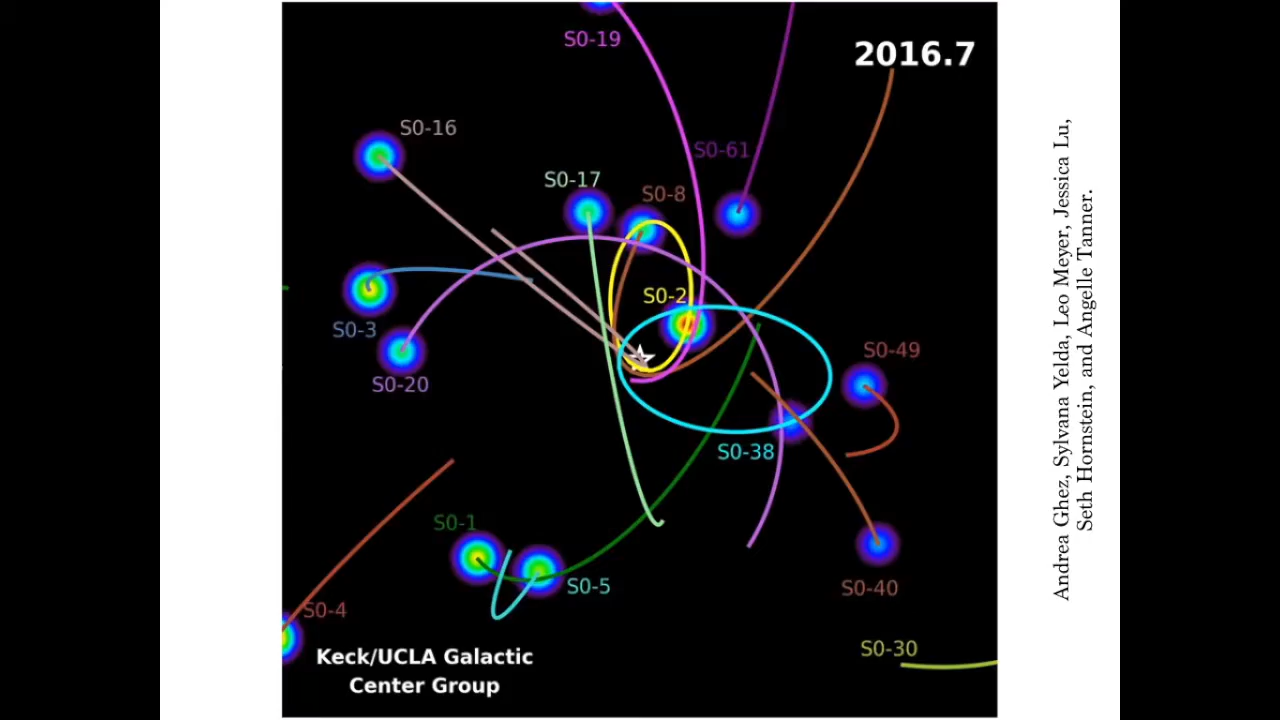 S0-19
2016.7
S0-16
S0-61
S0-17
S0-8
S0-2
S0-3
S0-49
S0-20
S0-38
S0-1
S0-5
S0-40
S0-4
S0-30
Keck/UCLA Galactic
Center Group
Andrea Ghez, Sylvana Yelda, Leo Meyer, Jessica Lu,
Seth Hornstein, and Angelle Tanner.